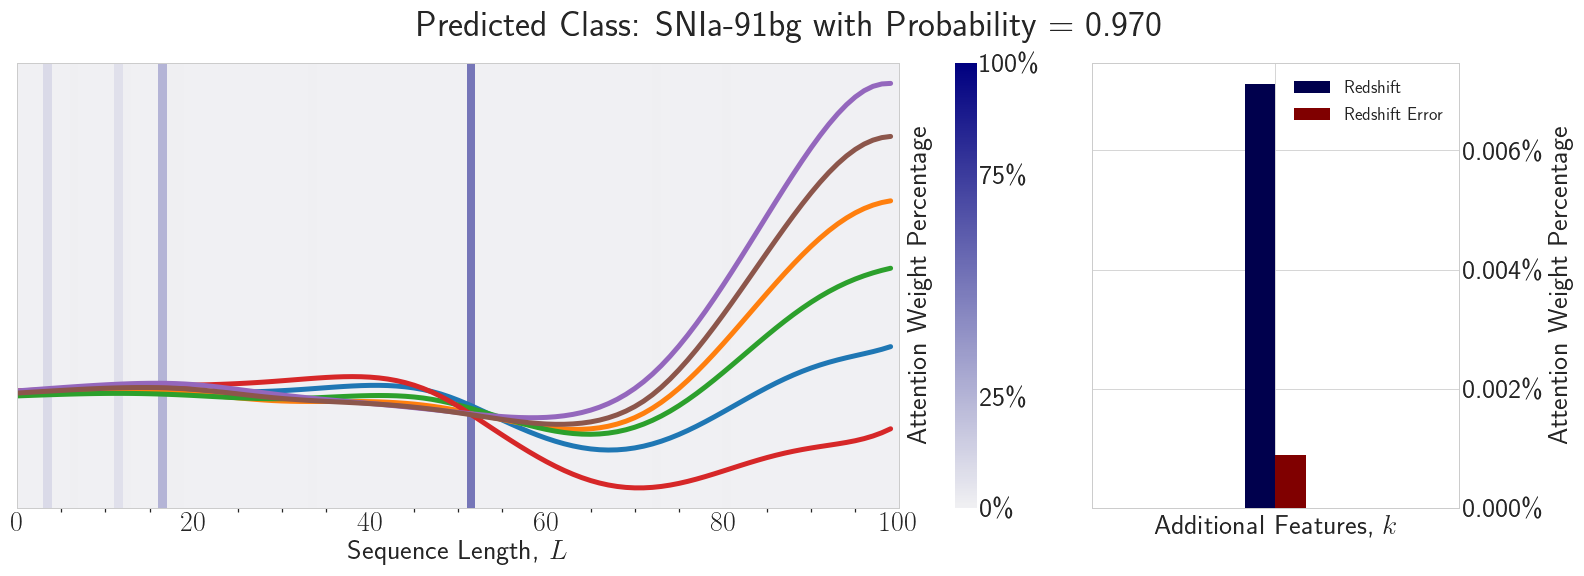 Predicted Class: SNIa-91bg with Probability = 0.970
0 20 40 60 80 100
Sequence Length, L
100%
75%
25%
0%
Attention Weight Percentage
Redshift
Redshift Error
0.006%
0.004%
0.002%
0.000%
Attention Weight Percentage
Additional Features, k